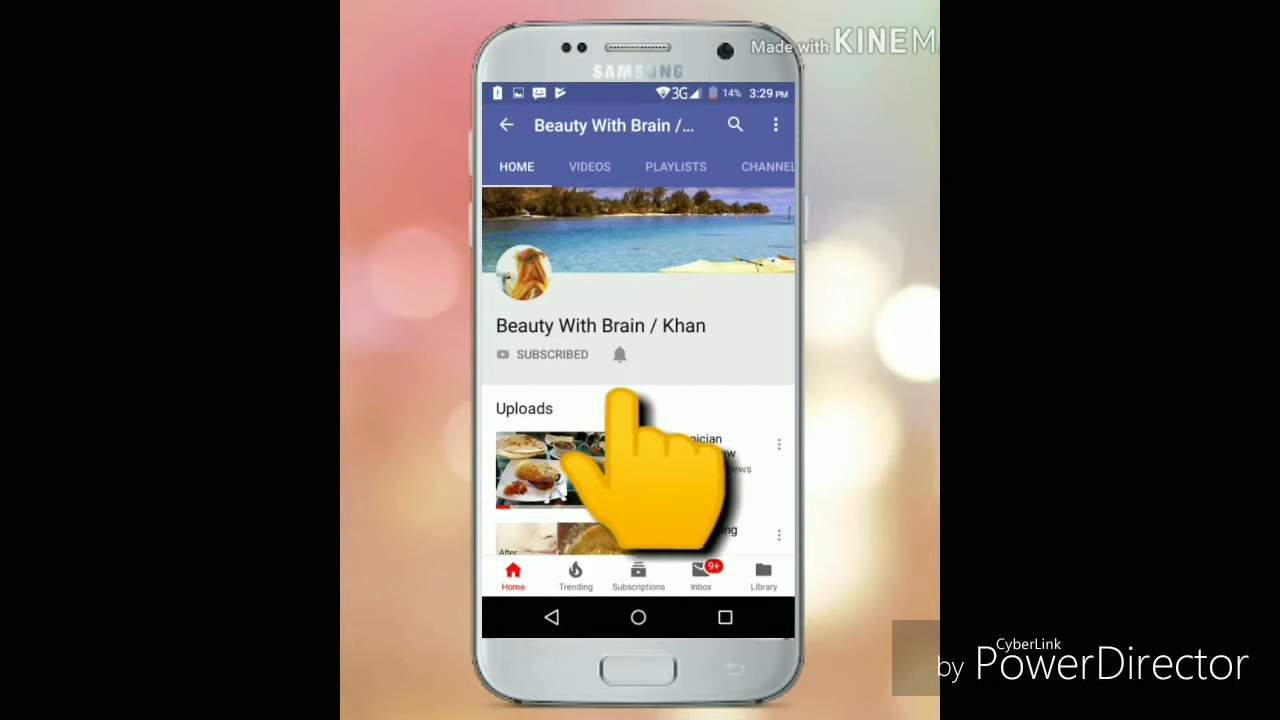 Made with KINEM
SAMSUNG
3G 14% 3:29 PM
Beauty With Brain /...
HOME VIDEOS PLAYLISTS CHANNEL
Beauty With Brain / Khan
SUBSCRIBED
Uploads
After
Home Trending Subscriptions Inbox 9+ Library
CyberLink
by PowerDirector